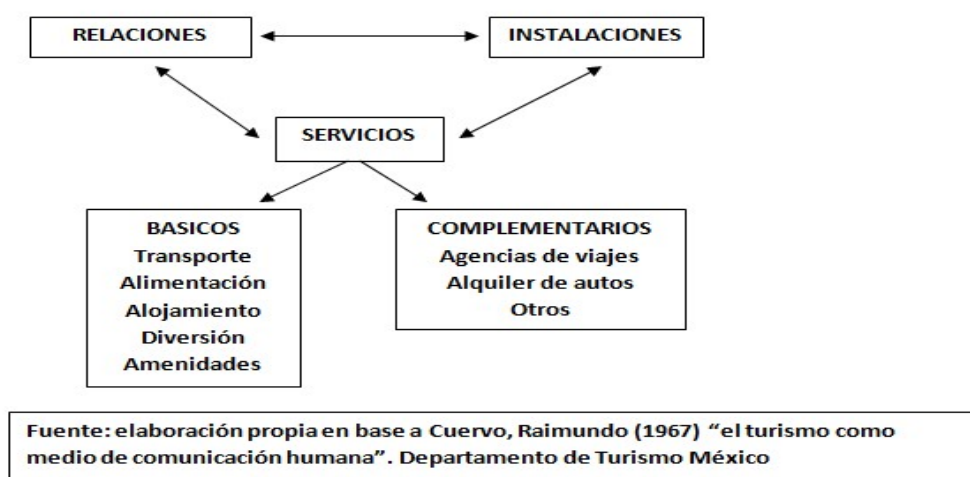 RELACIONES
INSTALACIONES
SERVICIOS
BASICOS
Transporte
Alimentación
Alojamiento
Diversión
Amenidades
COMPLEMENTARIOS
Agencias de viajes
Alquiler de autos
Otros
Fuente: elaboración propia en base a Cuervo, Raimundo (1967) “el turismo como
medio de comunicación humana”. Departamento de Turismo México